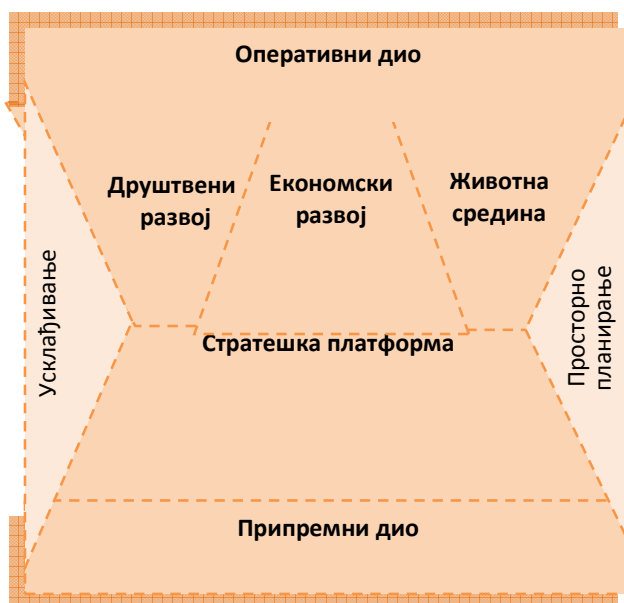 Оперативни дио
Друштвени
развој
Економски
развој
Животна
средина
Усклађивање
Просторно
планирање
Стратешка платформа
Припремни дио